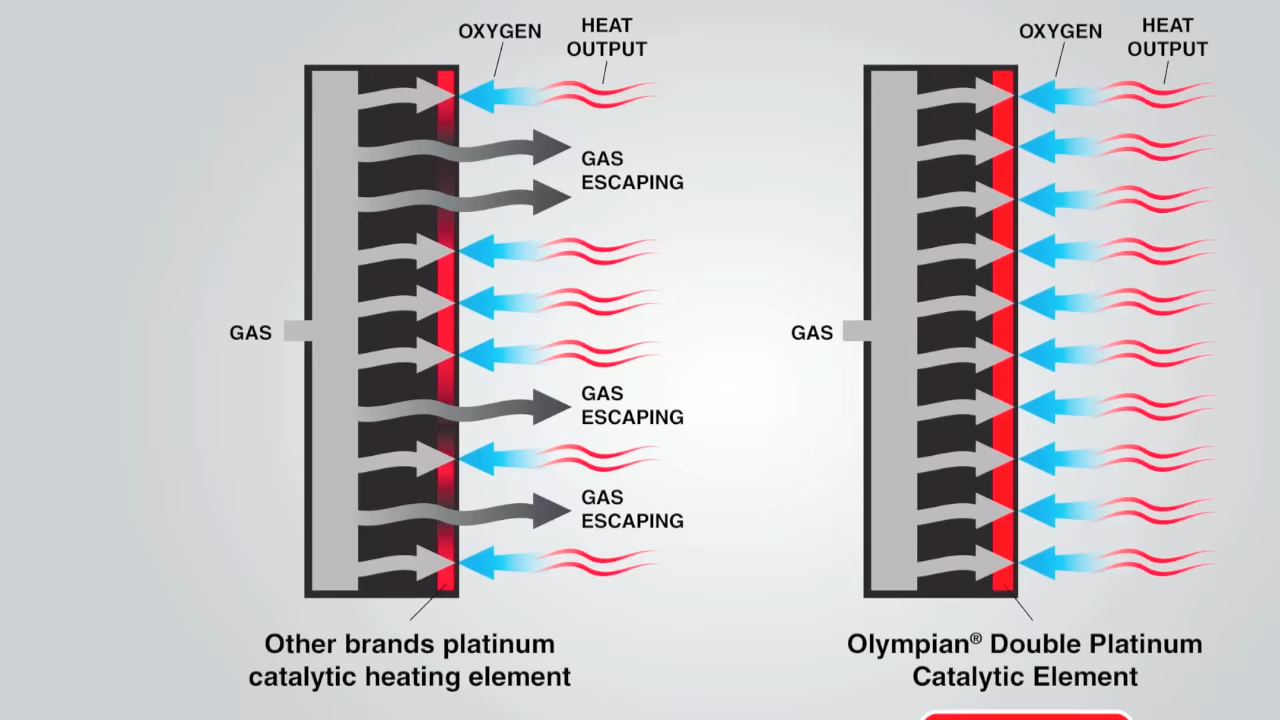 OXYGEN
HEAT
OUTPUT
GAS
ESCAPING
GAS
GAS
ESCAPING
GAS
ESCAPING
Other brands platinum
catalytic heating element
OXYGEN
HEAT
OUTPUT
GAS
Olympian® Double Platinum
Catalytic Element